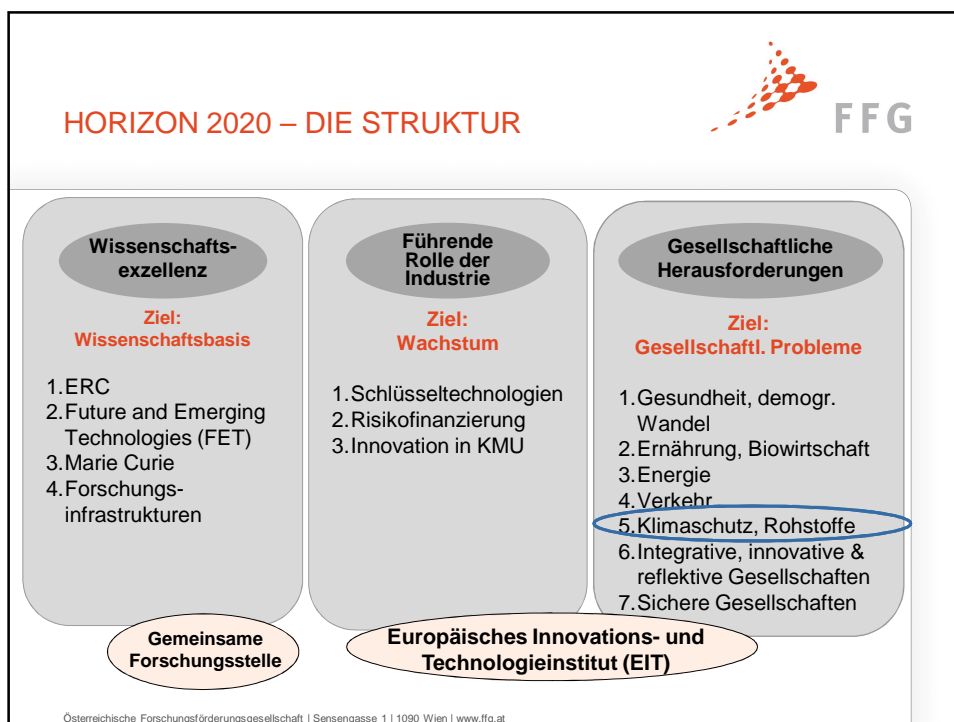 HORIZON 2020 – DIE STRUKTUR
FFG
Wissenschafts-
exzellenz
Ziel:
Wissenschaftsbasis
1.ERC
2.Future and Emerging
Technologies (FET)
3.Marie Curie
4.Forschungs-
infrastrukturen
Führende
Rolle der
Industrie
Ziel:
Wachstum
1.Schlüsseltechnologien
2.Risikofinanzierung
3.Innovation in KMU
Gesellschaftliche
Herausforderungen
Ziel:
Gesellschaftl. Probleme
1.Gesundheit, demogr.
Wandel
2.Ernährung, Biowirtschaft
3.Energie
4.Verkehr
5.Klimaschutz, Rohstoffe
6.Integrative, innovative &
reflektive Gesellschaften
7.Sichere Gesellschaften
Gemeinsame
Forschungsstelle
Europäisches Innovations- und
Technologieinstitut (EIT)
Österreichische Forschungsförderungsgesellschaft | Sensengasse 1 | 1090 Wien | www.ffg.at